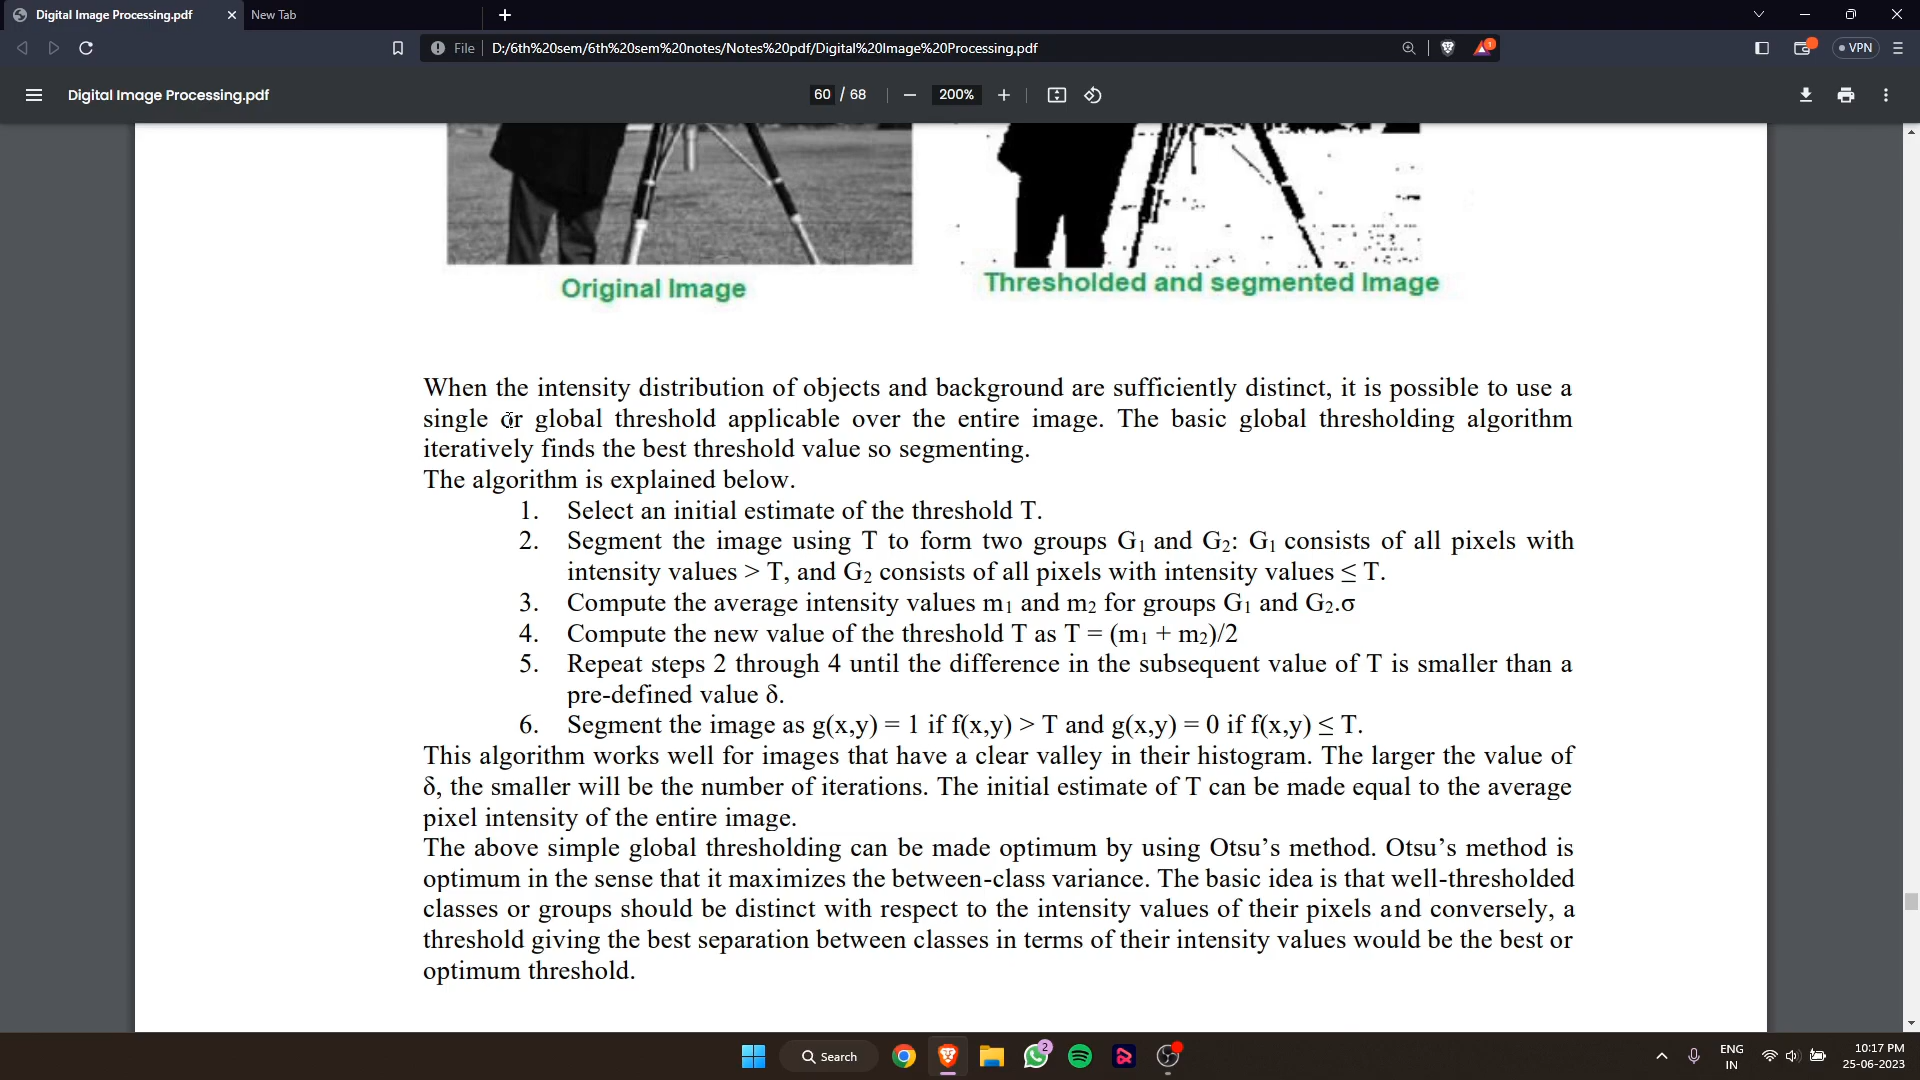 Digital Image Processing.pdf
New Tab
File
D:/6th%20sem/6th%20sem%20notes/Notes%20pdf/Digital%20Image%20Processing.pdf
1
VPN
Digital Image Processing.pdf
60 / 68
200%
Original Image
Thresholded and segmented Image
When the intensity distribution of objects and background are sufficiently distinct, it is possible to use a
single or global threshold applicable over the entire image. The basic global thresholding algorithm
iteratively finds the best threshold value so segmenting.
The algorithm is explained below.
1. Select an initial estimate of the threshold T.
2. Segment the image using T to form two groups G₁ and G₂: G₁ consists of all pixels with
intensity values > T, and G₂ consists of all pixels with intensity values ≤ T.
3. Compute the average intensity values m₁ and m₂ for groups G₁ and G₂.σ
4. Compute the new value of the threshold T as T = (m₁ + m₂)/2
5. Repeat steps 2 through 4 until the difference in the subsequent value of T is smaller than a
pre-defined value δ.
6. Segment the image as g(x,y) = 1 if f(x,y) > T and g(x,y) = 0 if f(x,y) ≤ T.
This algorithm works well for images that have a clear valley in their histogram. The larger the value of
δ, the smaller will be the number of iterations. The initial estimate of T can be made equal to the average
pixel intensity of the entire image.
The above simple global thresholding can be made optimum by using Otsu’s method. Otsu’s method is
optimum in the sense that it maximizes the between-class variance. The basic idea is that well-thresholded
classes or groups should be distinct with respect to the intensity values of their pixels and conversely, a
threshold giving the best separation between classes in terms of their intensity values would be the best or
optimum threshold.
Search
2
ENG
IN
10:17 PM
25-06-2023